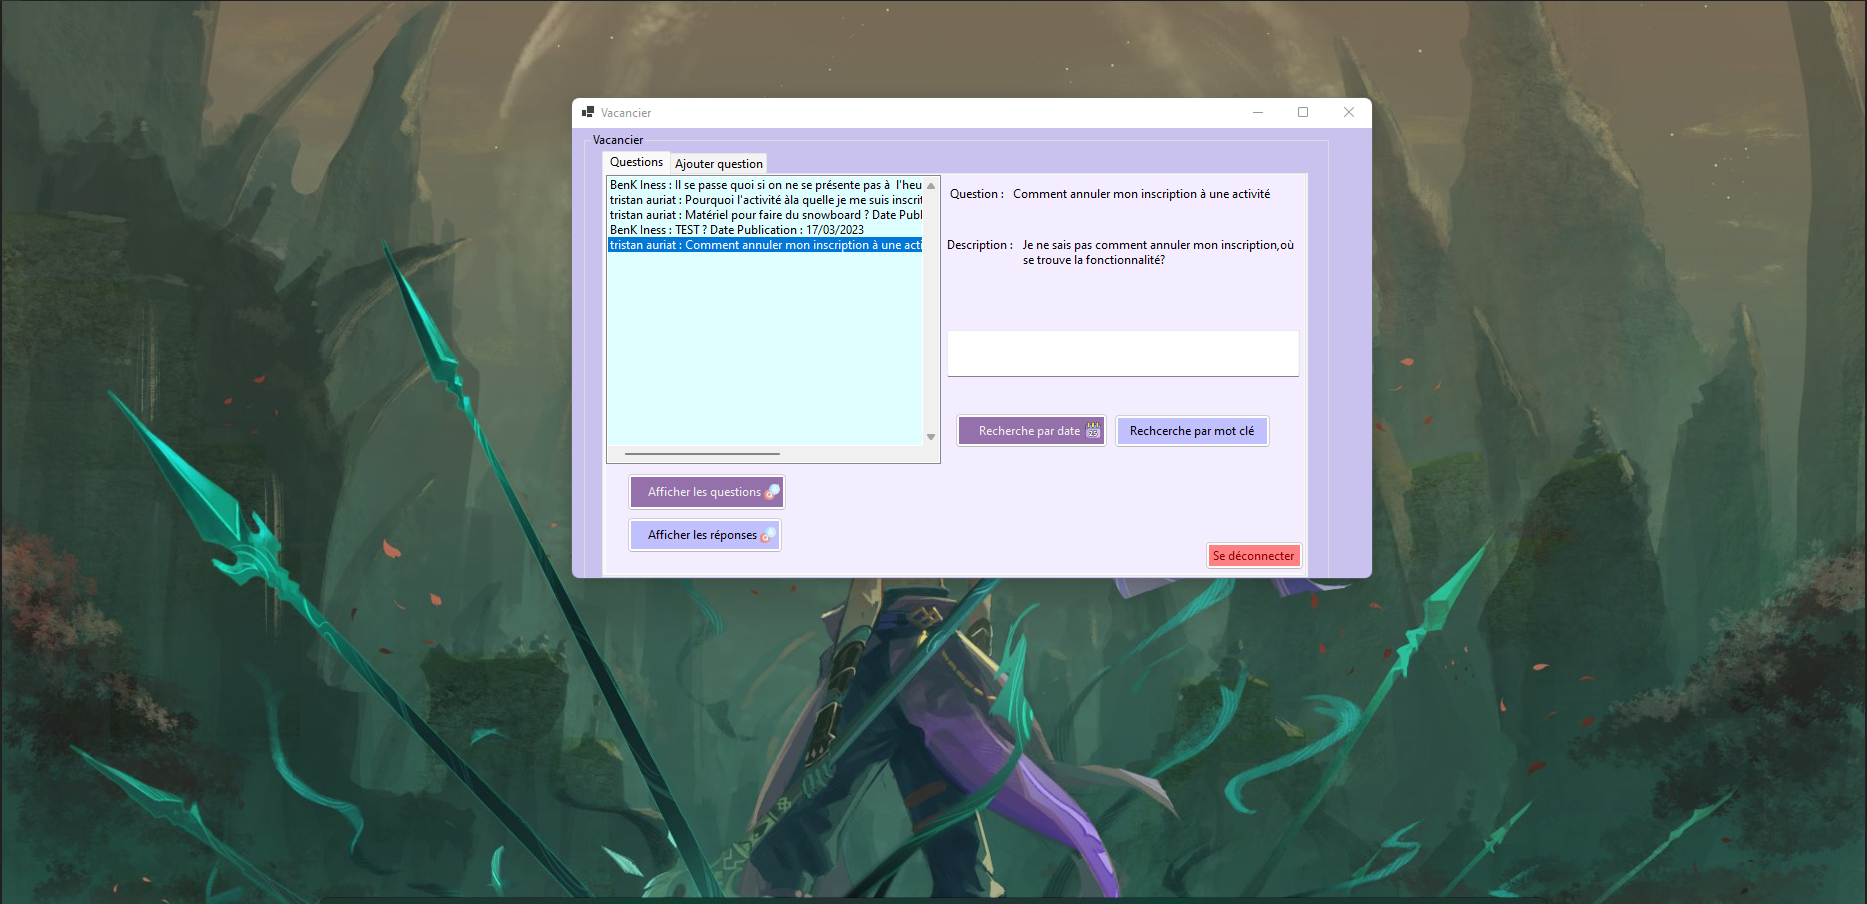 Vacancier
Vacancier
Questions
Ajouter question
BenK Iness : Il se passe quoi si on ne se présente pas à  l'heu
tristan auriat : Pourquoi l'activité àla quelle je me suis inscrit
tristan auriat : Matériel pour faire du snowboard ? Date Publ
BenK Iness : TEST ? Date Publication : 17/03/2023
tristan auriat : Comment annuler mon inscription à une acti
Question : Comment annuler mon inscription à une activité
Description : Je ne sais pas comment annuler mon inscription,où
se trouve la fonctionnalité?
Recherche par date
Rechcerche par mot clé
Afficher les questions
Afficher les réponses
Se déconnecter